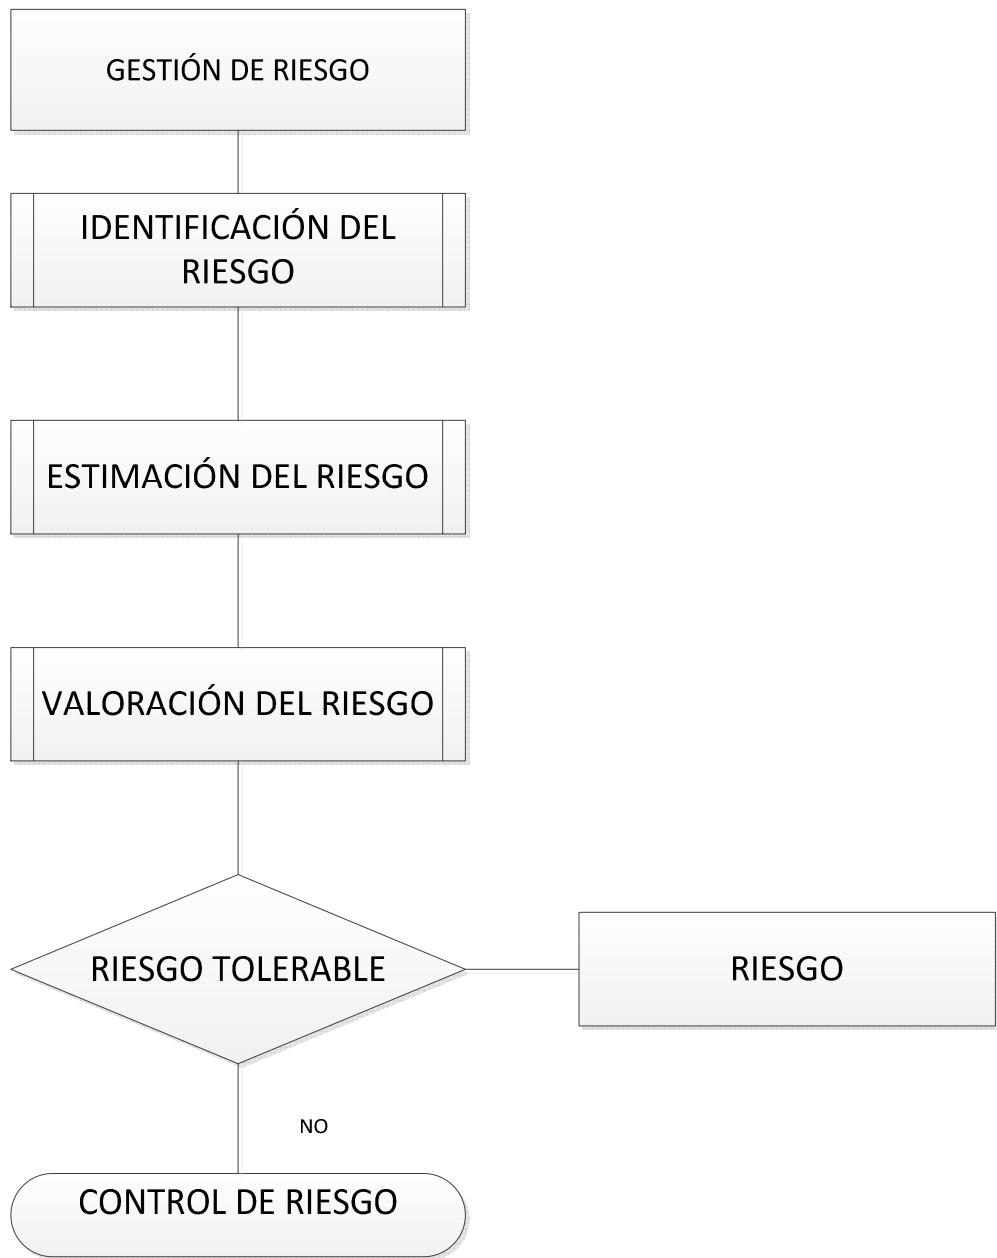 GESTIÓN DE RIESGO
IDENTIFICACIÓN DEL
RIESGO
ESTIMACIÓN DEL RIESGO
VALORACIÓN DEL RIESGO
RIESGO TOLERABLE
RIESGO
NO
CONTROL DE RIESGO